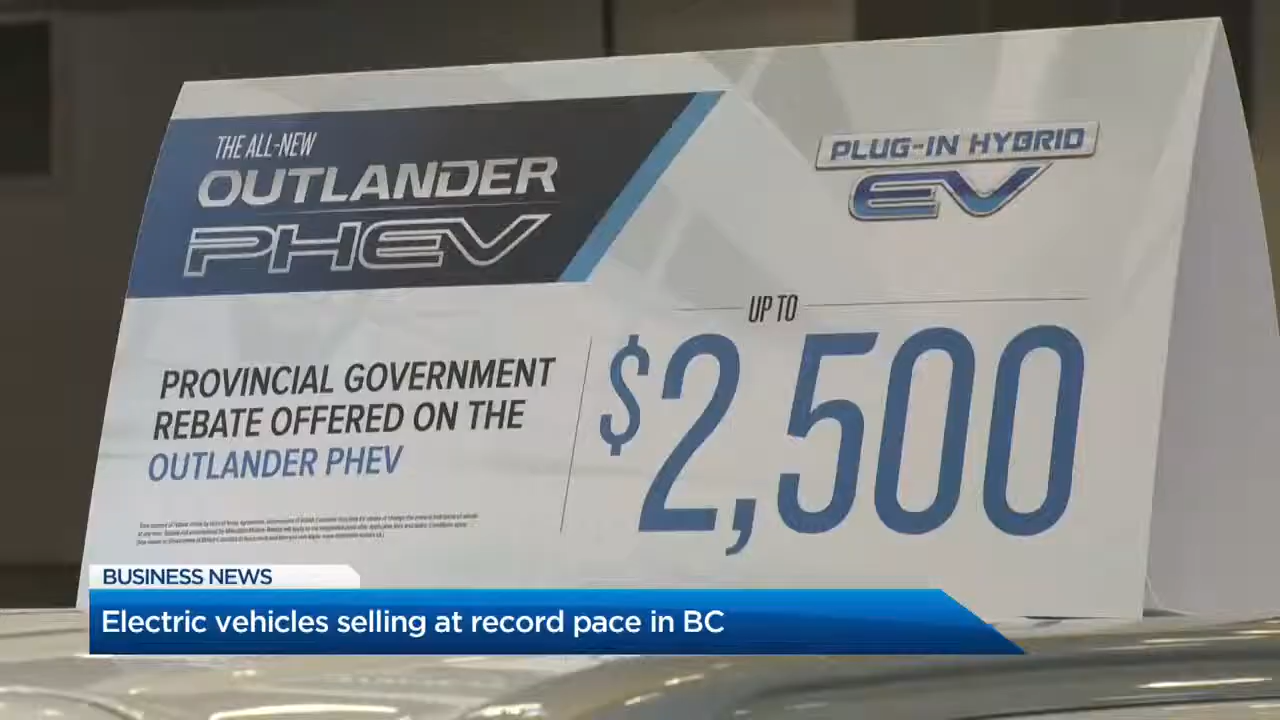 THE ALL-NEW
OUTLANDER
PHEV
PLUG-IN HYBRID
EV
PROVINCIAL GOVERNMENT
REBATE OFFERED ON THE
OUTLANDER PHEV
UP TO
$2,500
BUSINESS NEWS
Electric vehicles selling at record pace in BC